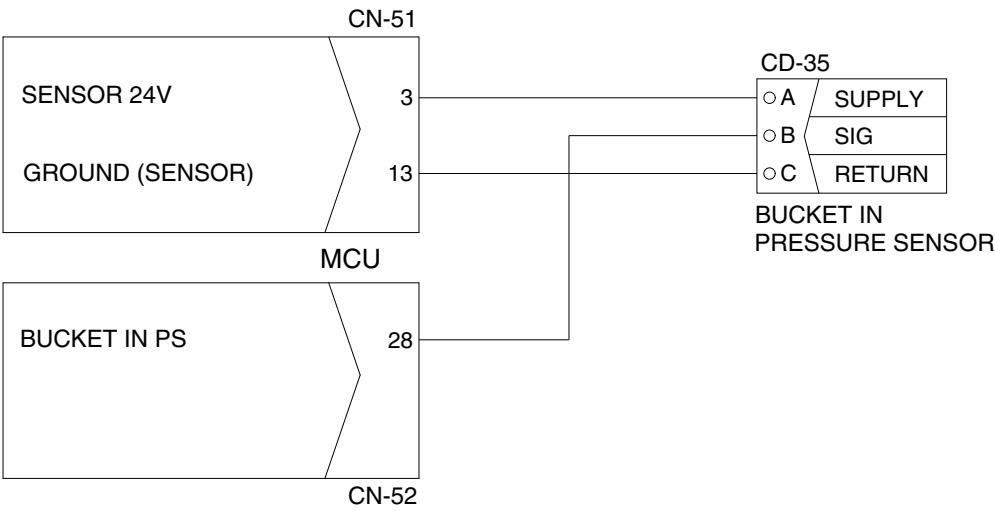 CN-51
SENSOR 24V
3
GROUND (SENSOR)
13
CD-35
A SUPPLY
B SIG
C RETURN
BUCKET IN
PRESSURE SENSOR
MCU
BUCKET IN PS
28
CN-52